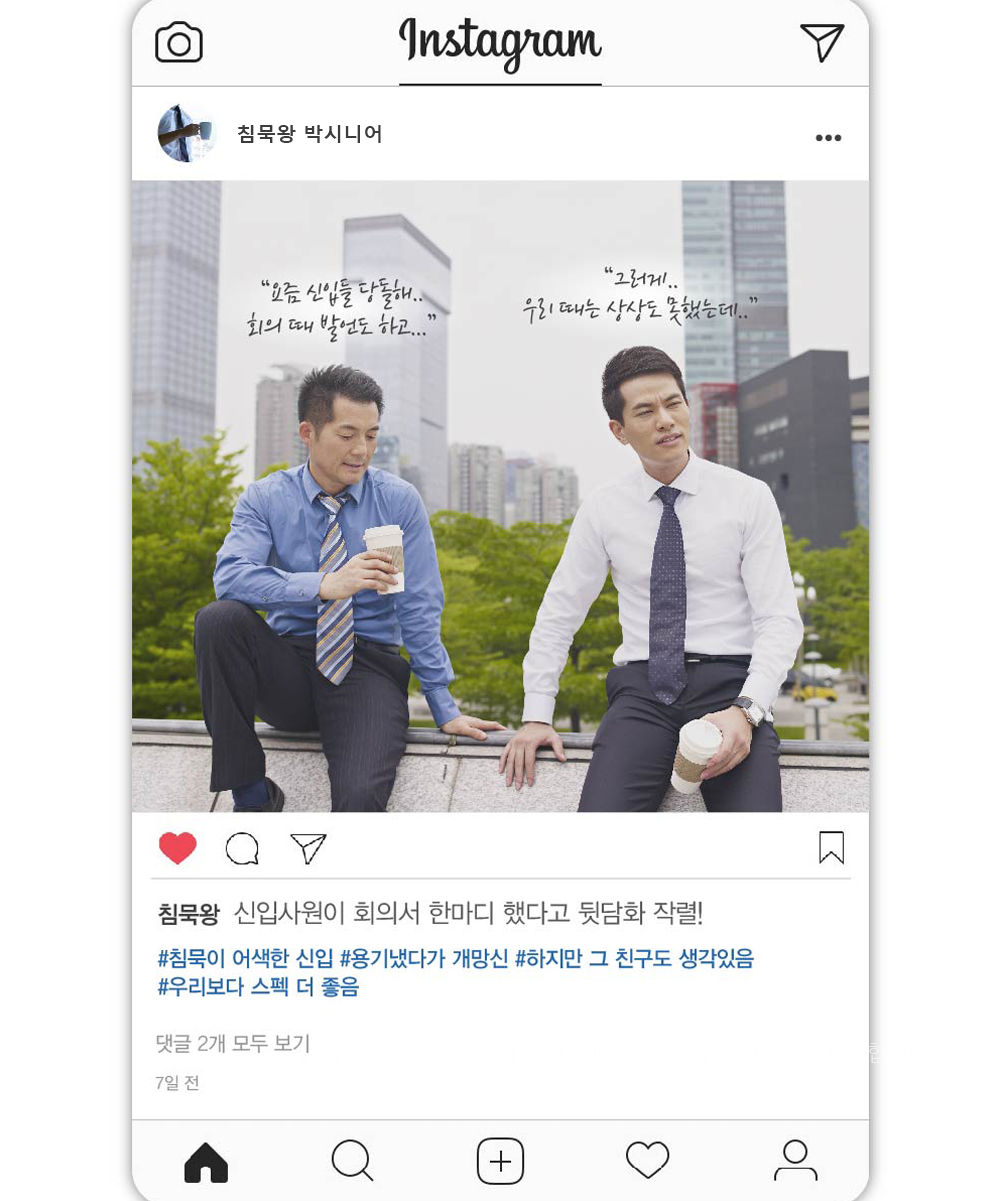 Instagram
침묵왕 박시니어
“요즘 신입들 당돌해..
회의 때 발언도 하고...”
“그러게..
우리 때는 상상도 못했는데..”
침묵왕 신입사원이 회의서 한마디 했다고 뒷담화 작렬!
#침묵이 어색한 신입 #용기냈다가 개망신 #하지만 그 친구도 생각있음
#우리보다 스펙 더 좋음
댓글 2개 모두 보기
7일 전